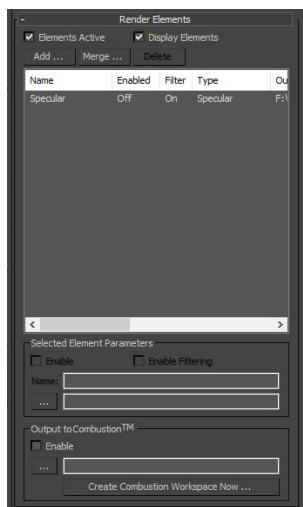 - Render Elements
Elements Active Display Elements
Add ... Merge ... Delete
Name Enabled Filter Type Ou
Specular Off On Specular F:\
< >
Selected Element Parameters
Enable Enable Filtering
Name:
...
Output to Combustion™
Enable
...
Create Combustion Workspace Now ...